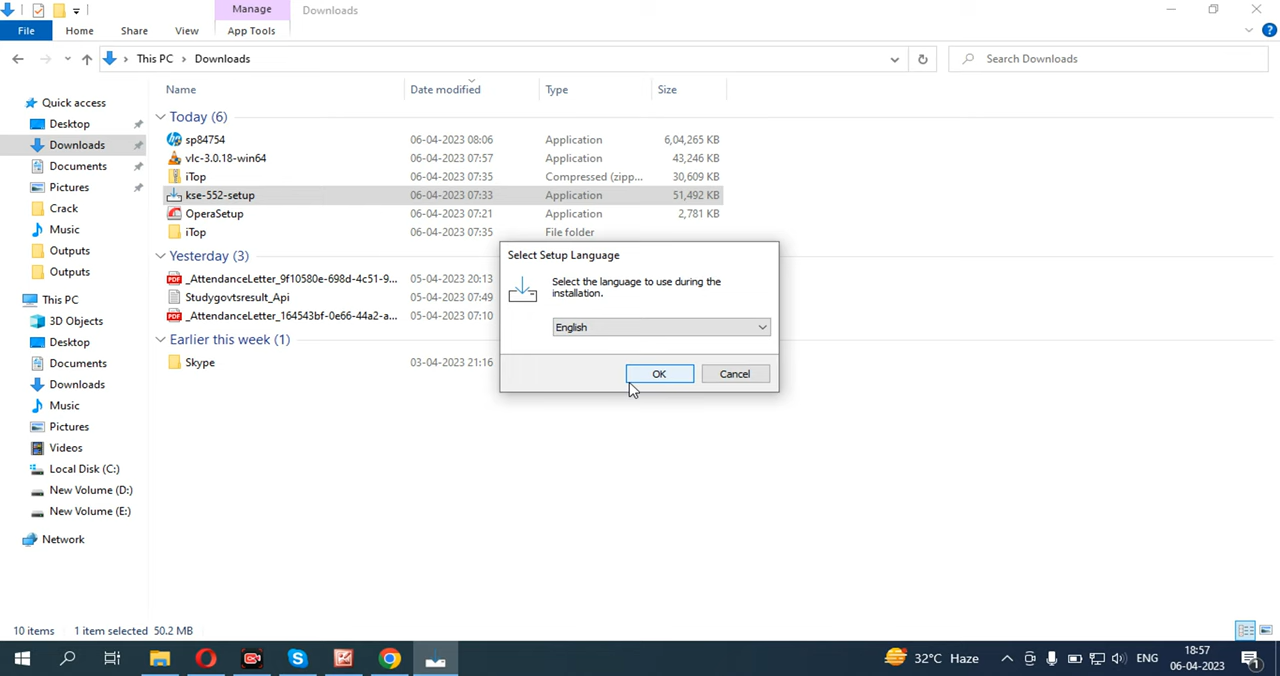 Manage
Downloads
File
Home
Share
View
App Tools
This PC
Downloads
Search Downloads
Name
Date modified
Type
Size
Quick access
Desktop
Downloads
Documents
Pictures
Crack
Music
Outputs
Outputs
This PC
3D Objects
Desktop
Documents
Downloads
Music
Pictures
Videos
Local Disk (C:)
New Volume (D:)
New Volume (E:)
Network
Today (6)
sp84754 06-04-2023 08:06 Application 6,04,265 KB
vlc-3.0.18-win64 06-04-2023 07:57 Application 43,246 KB
iTop 06-04-2023 07:35 Compressed (zipp... 30,609 KB
kse-552-setup 06-04-2023 07:33 Application 51,492 KB
OperaSetup 06-04-2023 07:21 Application 2,781 KB
iTop 06-04-2023 07:35 File folder
Yesterday (3)
_AttendanceLetter_9f10580e-698d-4c51-9... 05-04-2023 20:13
Studygovtsresult_Api 05-04-2023 07:49
_AttendanceLetter_164543bf-0e66-44a2-a... 05-04-2023 07:10
Earlier this week (1)
Skype 03-04-2023 21:16
Select Setup Language
Select the language to use during the
installation.
English
OK
Cancel
10 items
1 item selected 50.2 MB
32°C Haze
ENG
18:57
06-04-2023
1